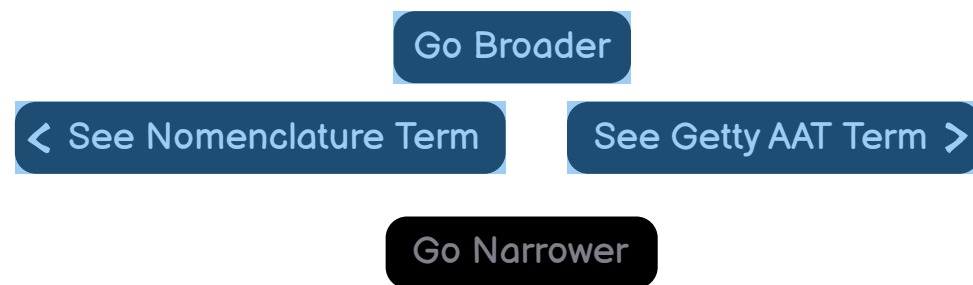 Go Broader
< See Nomenclature Term
See Getty AAT Term >
Go Narrower